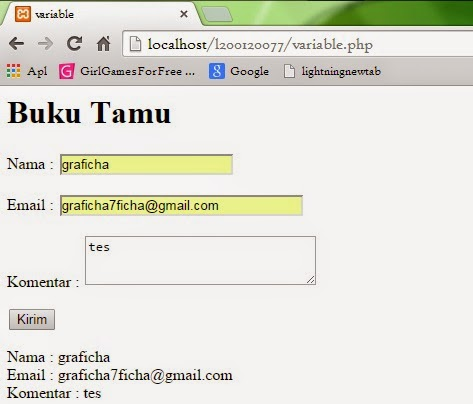 variable
localhost/l200120077/variable.php
Apl GirlGamesForFree ... Google lightningnewtab
Buku Tamu
Nama : graficha
Email : graficha7ficha@gmail.com
tes
Komentar :
Kirim
Nama : graficha
Email : graficha7ficha@gmail.com
Komentar : tes